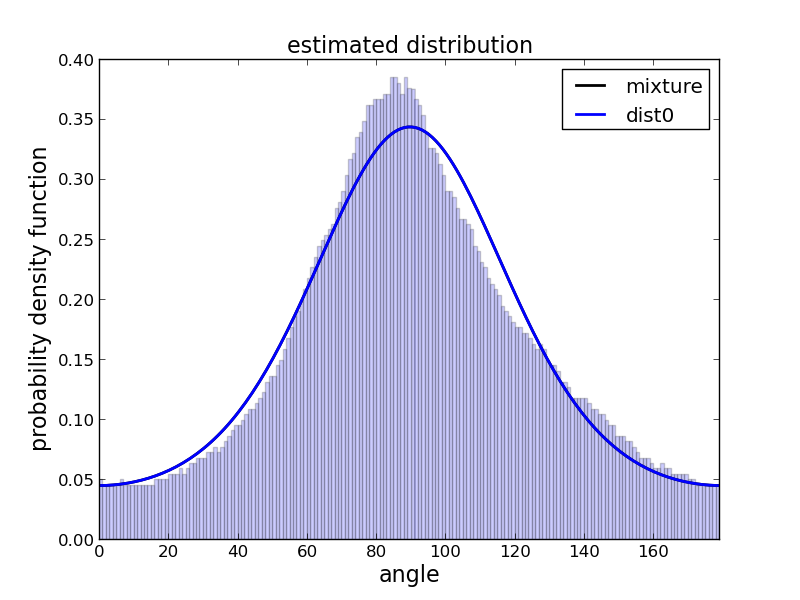 estimated distribution
mixture
dist0
probability density function
0.40
0.35
0.30
0.25
0.20
0.15
0.10
0.05
0.00
0 20 40 60 80 100 120 140 160
angle